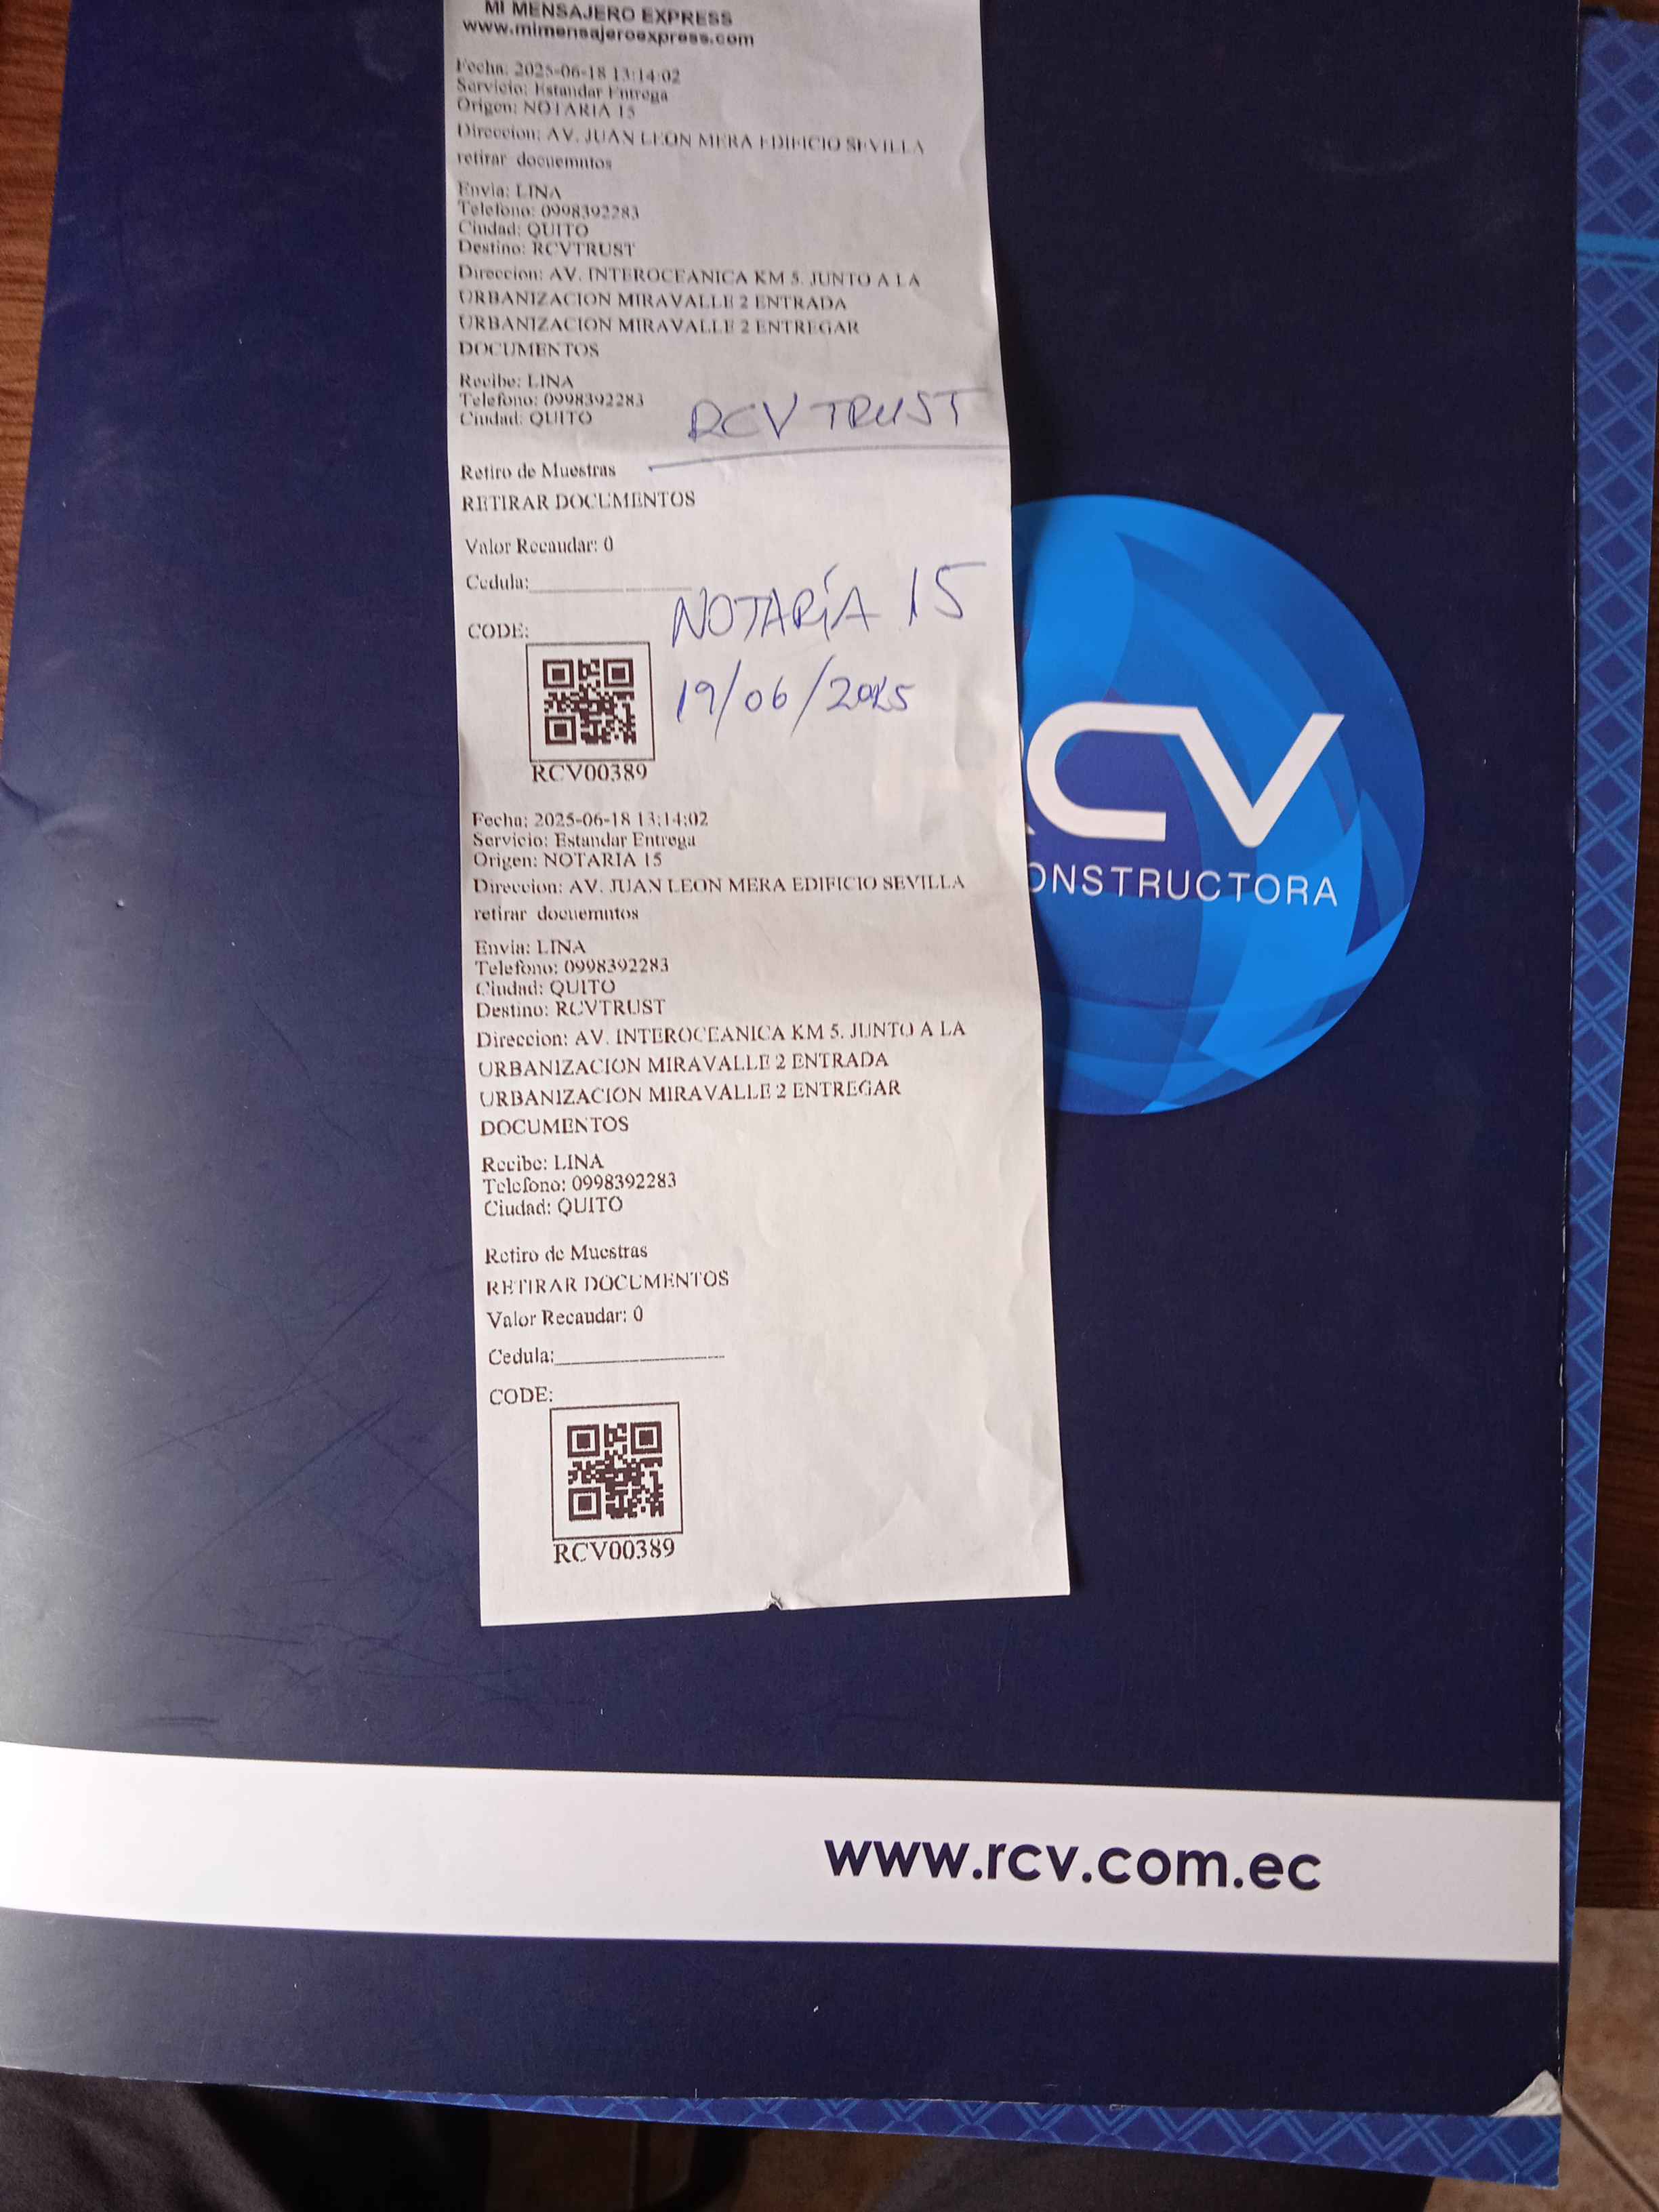 MI MENSAJERO EXPRESS
www.mimensajeroexpress.com
Fecha: 2025-06-18 13:14:02
Servicio: Estandar Entrega
Origen: NOTARIA 15
Direccion: AV. JUAN LEON MERA EDIFICIO SEVILLA
retirar docuemntos
Envia: LINA
Telefono: 0998392283
Ciudad: QUITO
Destino: RCVTRUST
Direccion: AV. INTEROCEANICA KM 5. JUNTO A LA
URBANIZACION MIRAVALLE 2 ENTRADA
URBANIZACION MIRAVALLE 2 ENTREGAR
DOCUMENTOS
Recibe: LINA
Telefono: 0998392283
Ciudad: QUITO
RCV TRUST
Retiro de Muestras
RETIRAR DOCUMENTOS
Valor Recaudar: 0
Cedula:
NOTARÍA 15
CODE:
19/06/2025
RCV00389
Fecha: 2025-06-18 13:14:02
Servicio: Estandar Entrega
Origen: NOTARIA 15
Direccion: AV. JUAN LEON MERA EDIFICIO SEVILLA
retirar docuemntos
Envia: LINA
Telefono: 0998392283
Ciudad: QUITO
Destino: RCVTRUST
Direccion: AV. INTEROCEANICA KM 5. JUNTO A LA
URBANIZACION MIRAVALLE 2 ENTRADA
URBANIZACION MIRAVALLE 2 ENTREGAR
DOCUMENTOS
Recibe: LINA
Telefono: 0998392283
Ciudad: QUITO
Retiro de Muestras
RETIRAR DOCUMENTOS
Valor Recaudar: 0
Cedula:
CODE:
RCV00389
CV
ONSTRUCTORA
www.rcv.com.ec